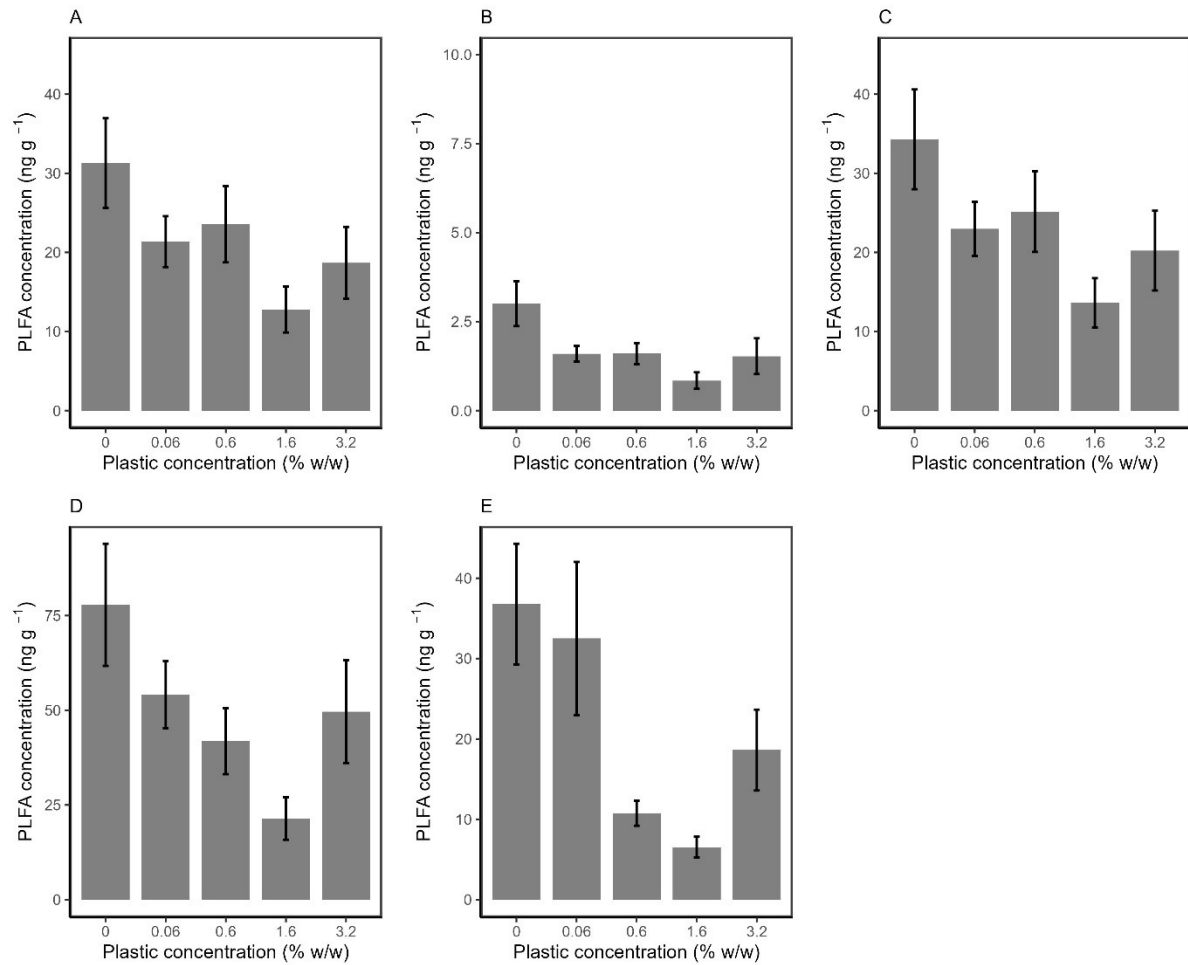 A
PLFA concentration (ng g ⁻¹)
40
30
20
10
0
0 0.06 0.6 1.6 3.2
Plastic concentration (% w/w)
B
PLFA concentration (ng g ⁻¹)
10.0
7.5
5.0
2.5
0.0
0 0.06 0.6 1.6 3.2
Plastic concentration (% w/w)
C
PLFA concentration (ng g ⁻¹)
40
30
20
10
0
0 0.06 0.6 1.6 3.2
Plastic concentration (% w/w)
D
PLFA concentration (ng g ⁻¹)
75
50
25
0
0 0.06 0.6 1.6 3.2
Plastic concentration (% w/w)
E
PLFA concentration (ng g ⁻¹)
40
30
20
10
0
0 0.06 0.6 1.6 3.2
Plastic concentration (% w/w)